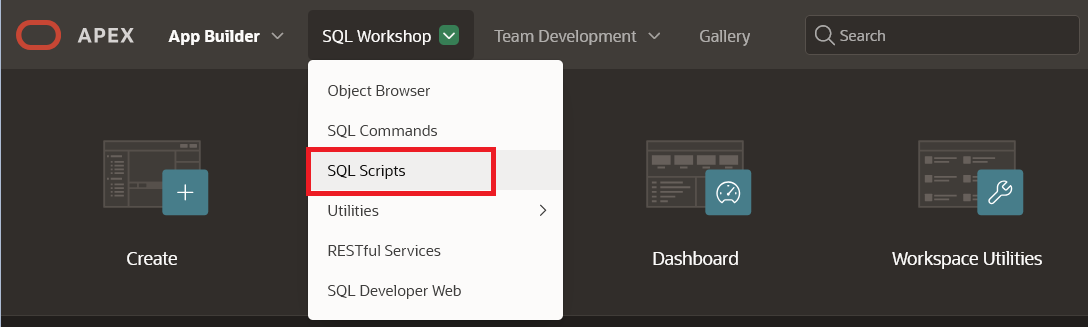 APEX App Builder SQL Workshop Team Development Gallery Search
Object Browser
SQL Commands
SQL Scripts
Utilities
RESTful Services
SQL Developer Web
Create Dashboard Workspace Utilities